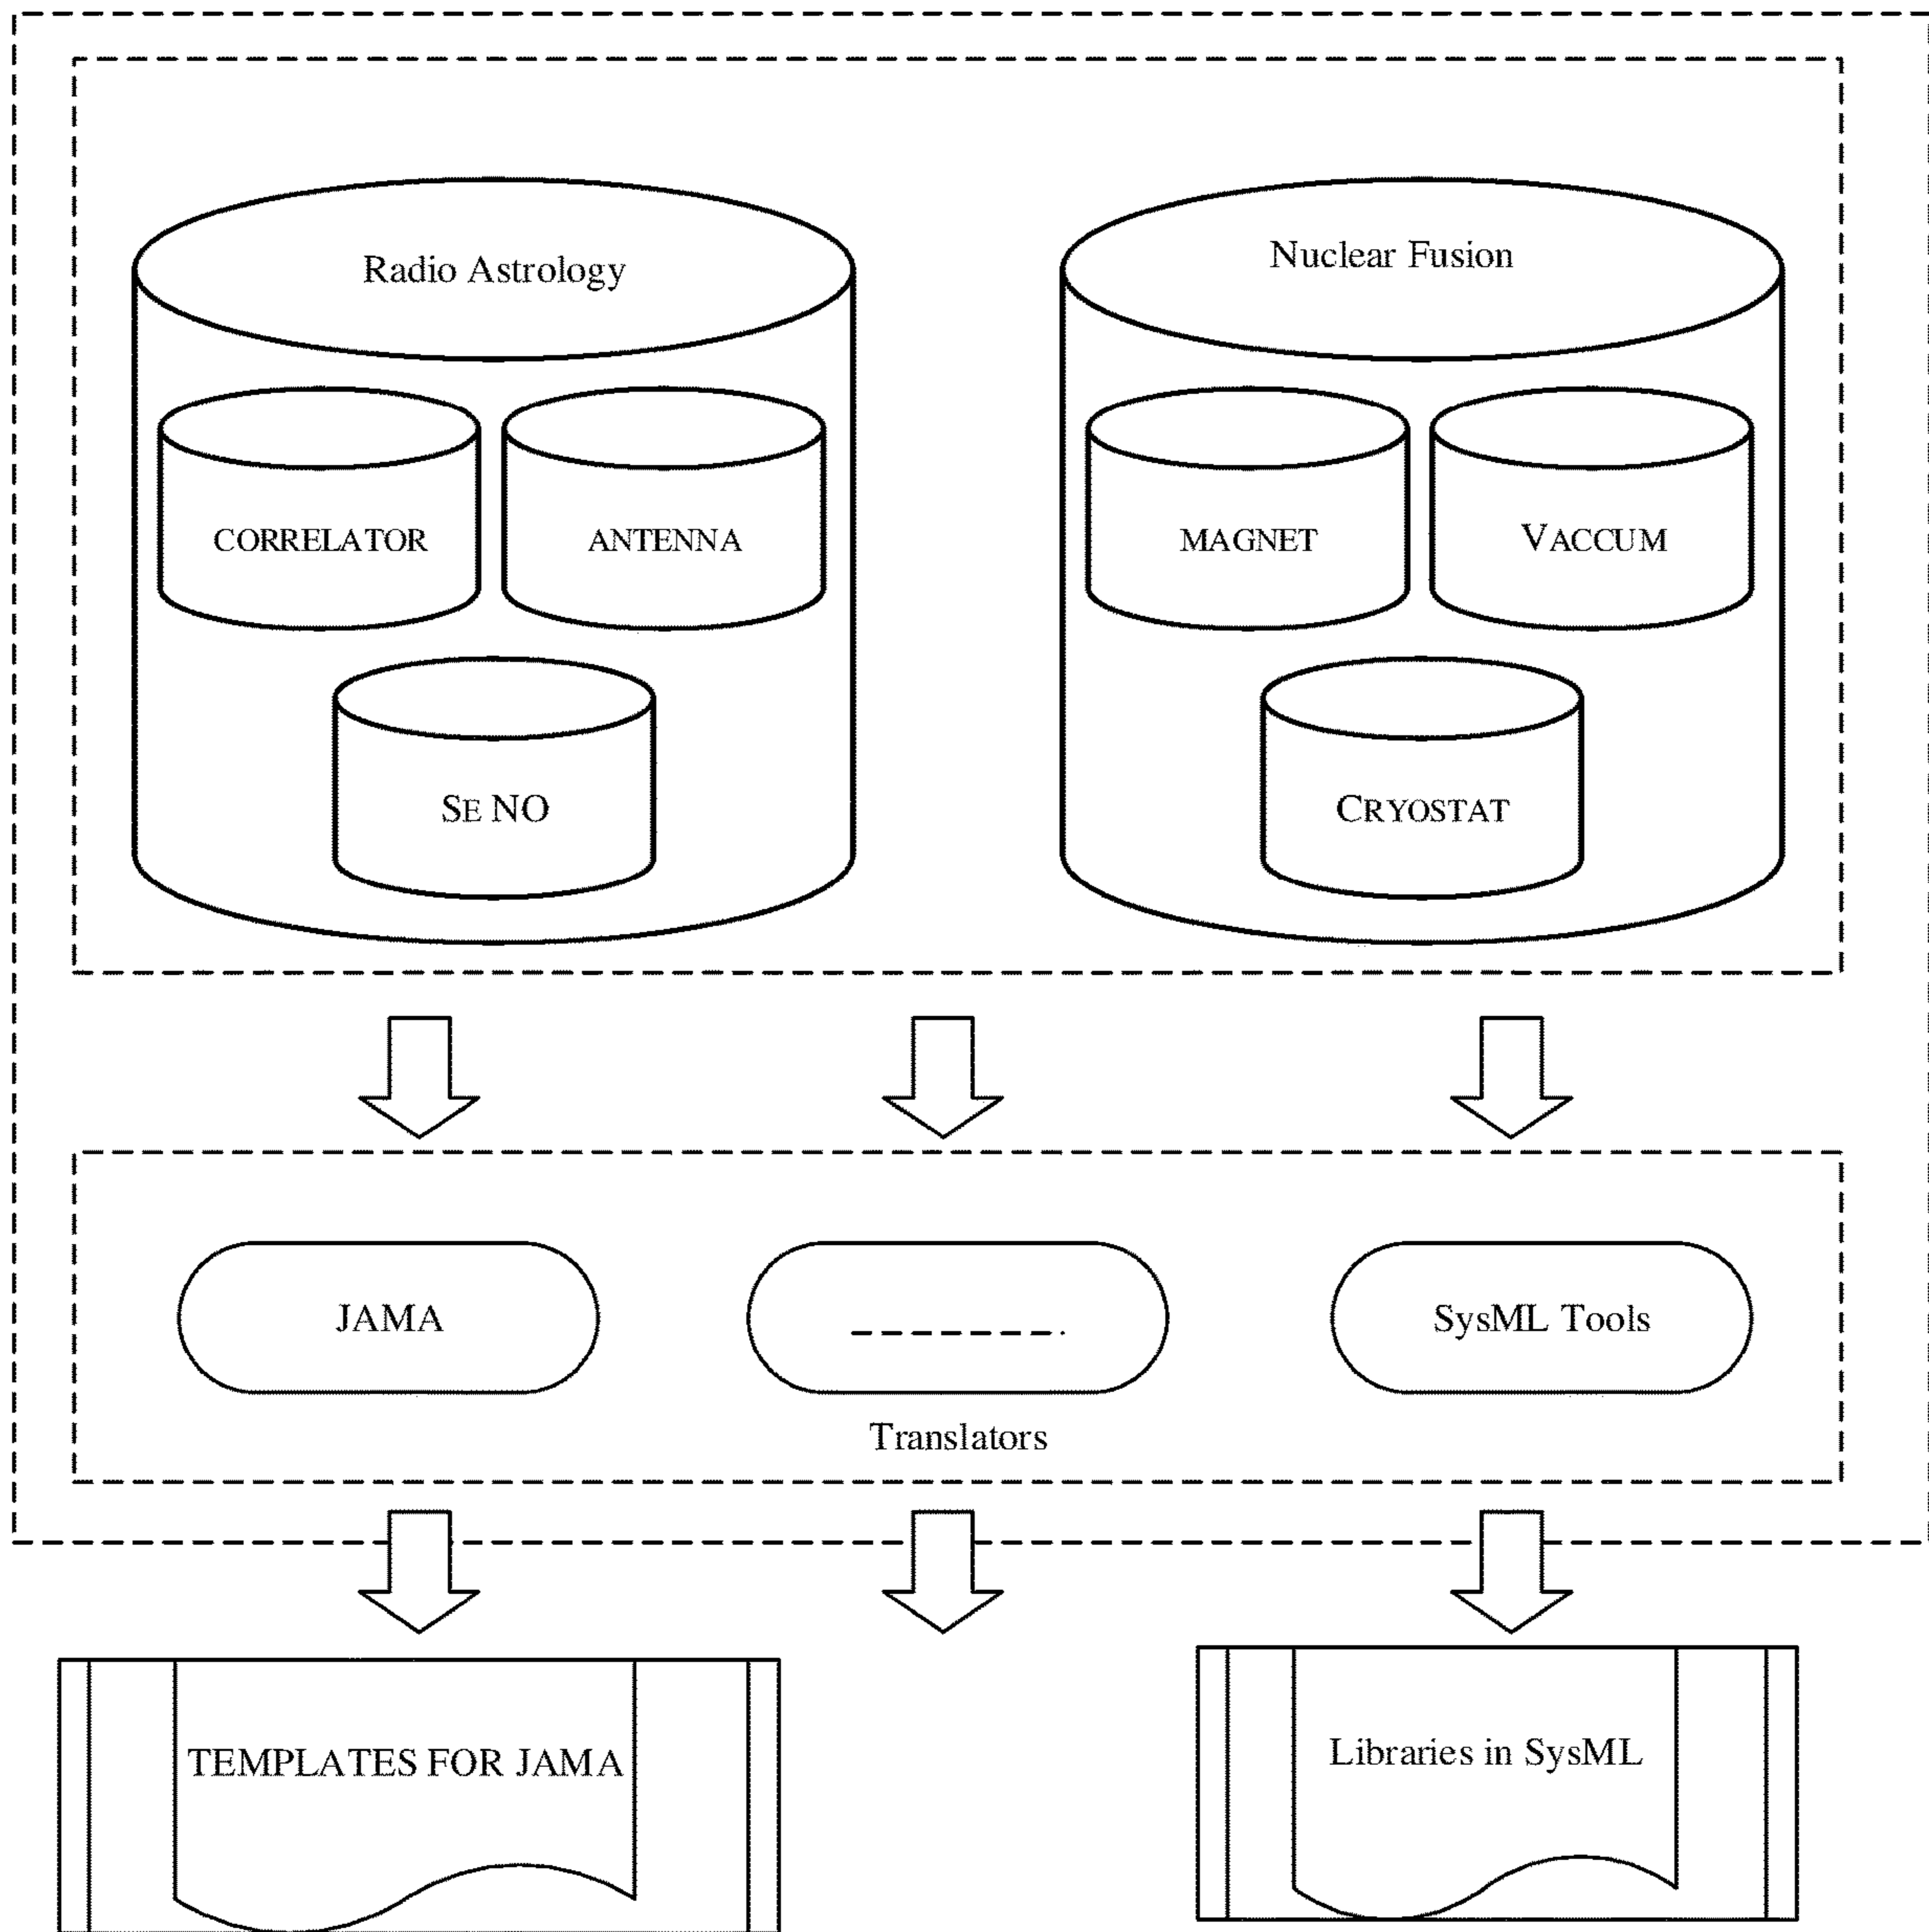 Radio Astrology
Nuclear Fusion
CORRELATOR
ANTENNA
MAGNET
VACCUM
SE NO
CRYOSTAT
JAMA
SysML Tools
Translators
TEMPLATES FOR JAMA
Libraries in SysML